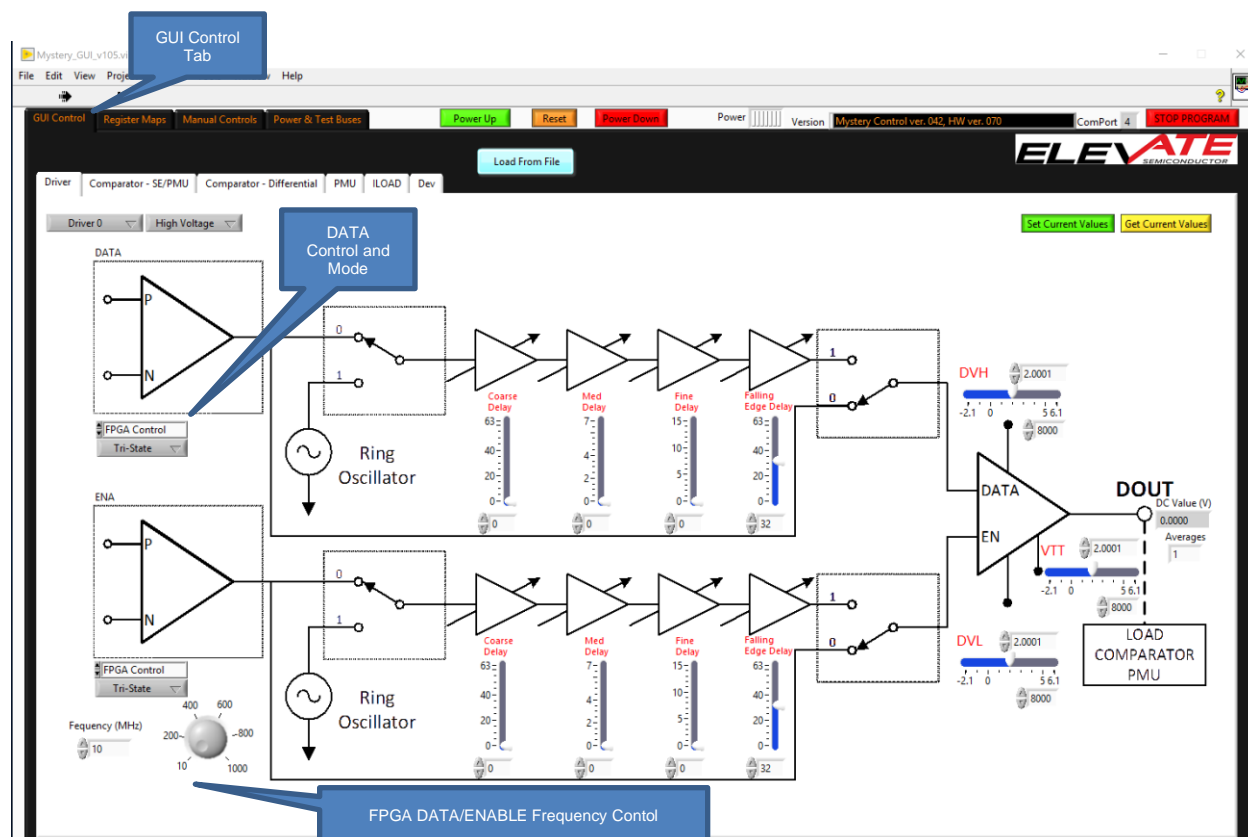 GUI Control
Tab
Mystery_GUI_v105.vi
File Edit View Help
GUI Control Register Maps Manual Controls Power & Test Buses Power Up Reset Power Down Power Version Mystery Control ver. 042, HW ver. 070 ComPort 4 STOP PROGRAM
ELEVATE
SEMICONDUCTOR
Load From File
Driver Comparator - SE/PMU Comparator - Differential PMU ILOAD Dev
Driver 0 High Voltage
Set Current Values Get Current Values
DATA
Control and
Mode
DATA
P
N
FPGA Control
Tri-State
0
1
Ring
Oscillator
Coarse
Delay
63
40
20
0
0
Med
Delay
7
4
2
0
0
Fine
Delay
15
10
5
0
0
Falling
Edge Delay
63
40
20
0
32
1
0
DVH 2.0001
-2.1 0 5 6.1
8000
DATA
EN
DOUT
DC Value (V)
0.0000
Averages
1
VTT 2.0001
-2.1 0 5 6.1
8000
DVL 2.0001
-2.1 0 5 6.1
8000
LOAD
COMPARATOR
PMU
ENA
P
N
FPGA Control
Tri-State
0
1
Ring
Oscillator
Coarse
Delay
63
40
20
0
0
Med
Delay
7
4
2
0
0
Fine
Delay
15
10
5
0
0
Falling
Edge Delay
63
40
20
0
32
1
0
Fequency (MHz)
10
400 600
200 800
10 1000
FPGA DATA/ENABLE Frequency Contol